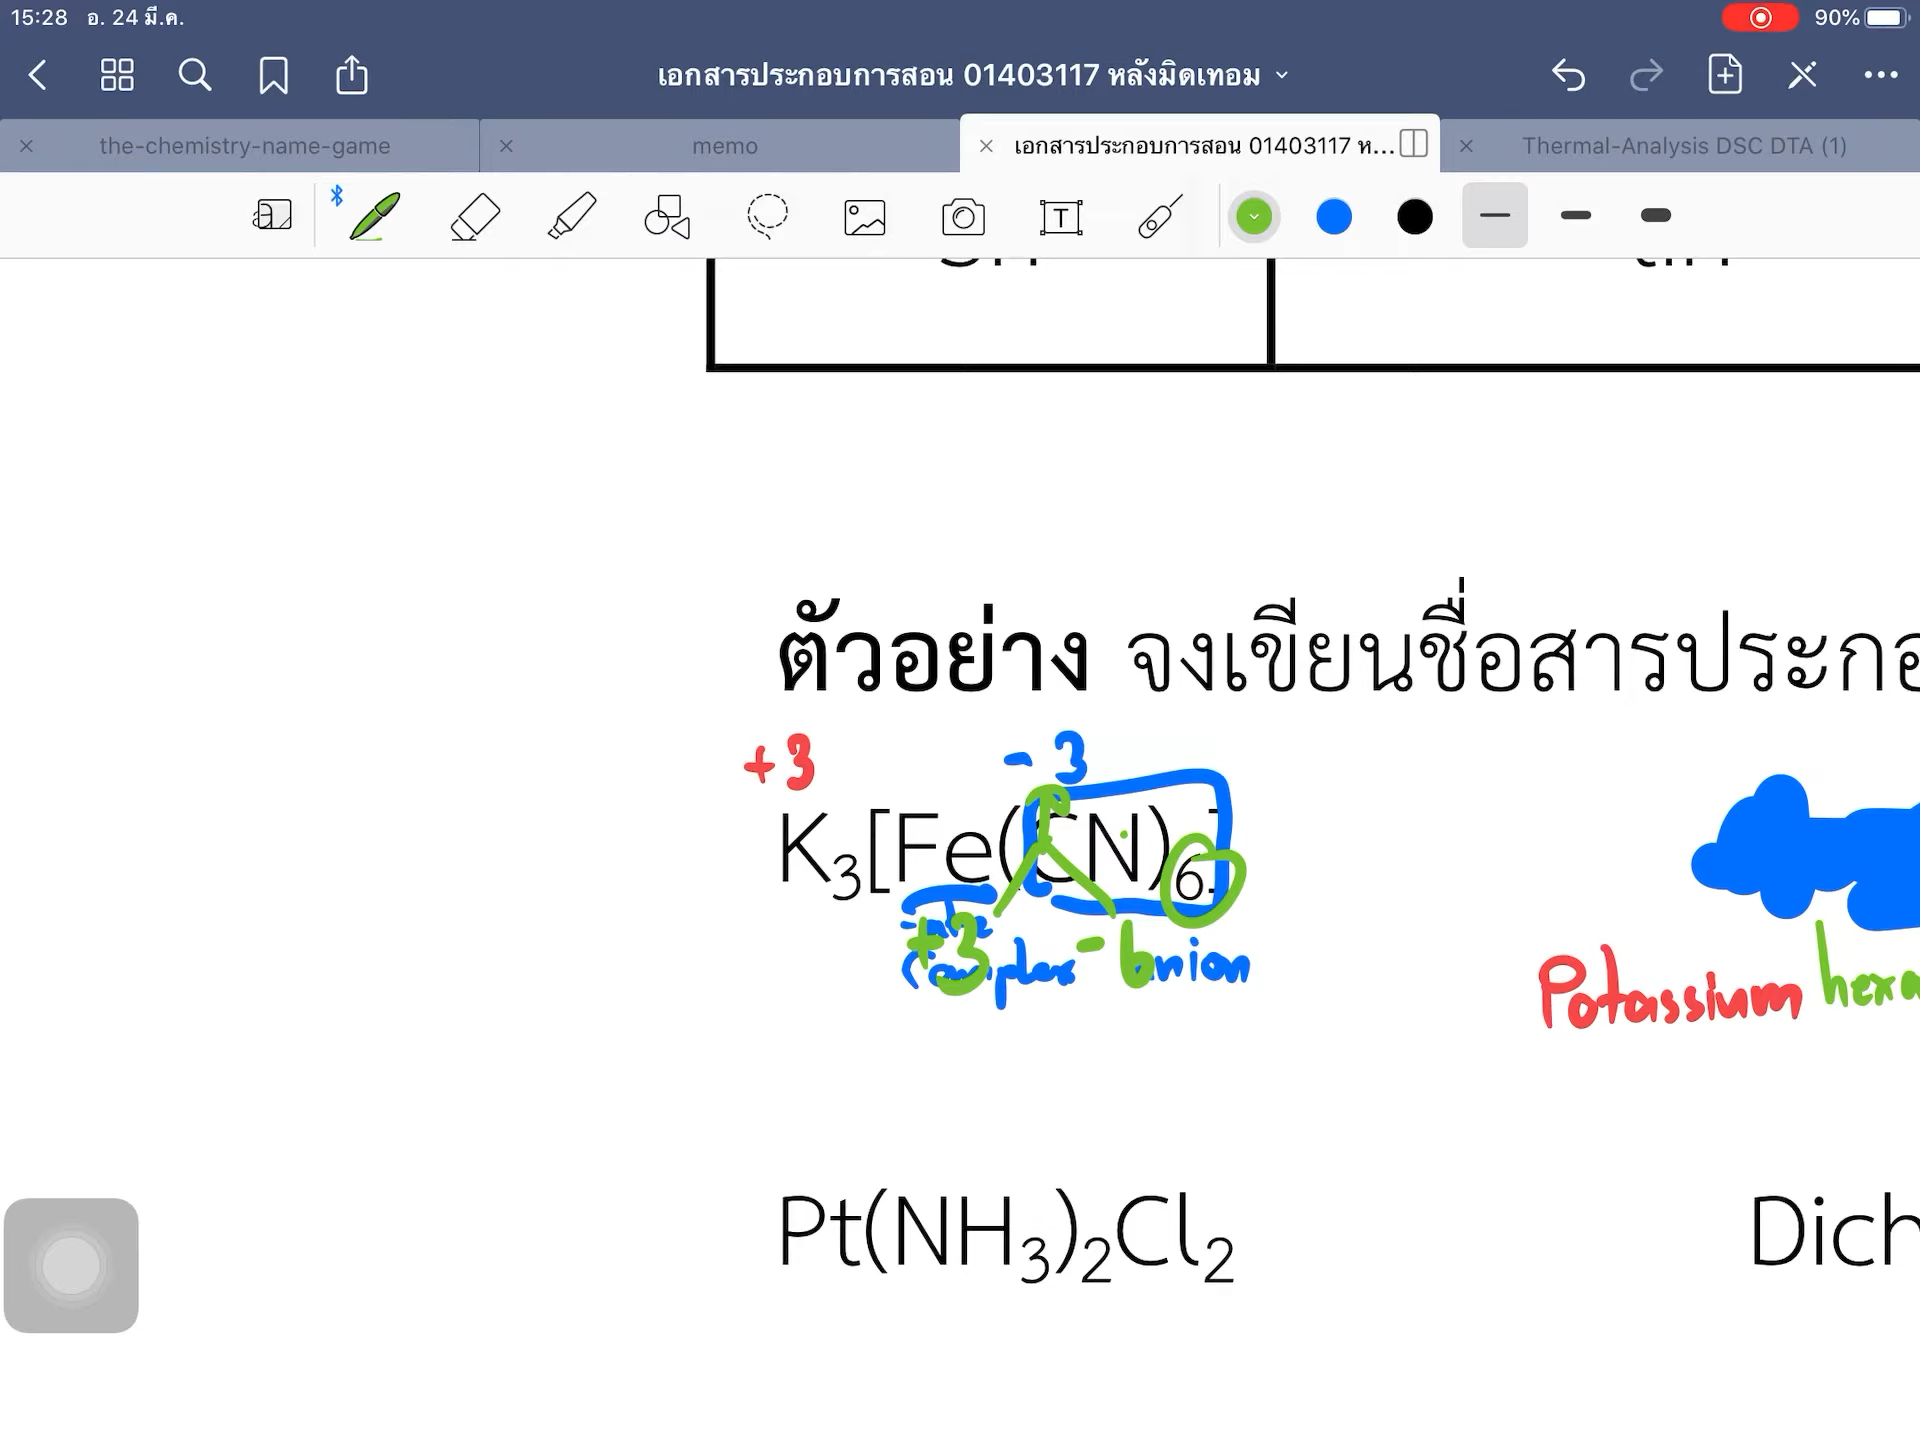 15:28 อ. 24 มี.ค. 90%
เอกสารประกอบการสอน 01403117 หลังมิดเทอม
the-chemistry-name-game memo เอกสารประกอบการสอน 01403117 ห... Thermal-Analysis DSC DTA (1)
T
ตัวอย่าง จงเขียนชื่อสารประกอ
+3 - 3
K₃[Fe(CN)₆]
+3 - 6
Complex anion
Potassium hexa
Pt(NH₃)₂Cl₂ Dich